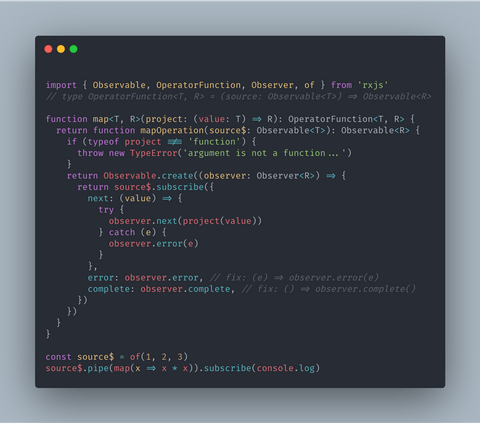 import { Observable, OperatorFunction, Observer, of } from 'rxjs'
// type OperatorFunction<T, R> = (source: Observable<T>) => Observable<R>

function map<T, R>(project: (value: T) => R): OperatorFunction<T, R> {
  return function mapOperation(source$: Observable<T>): Observable<R> {
    if (typeof project !== 'function') {
      throw new TypeError('argument is not a function...')
    }
    return Observable.create((observer: Observer<R>) => {
      return source$.subscribe({
        next: (value) => {
          try {
            observer.next(project(value))
          } catch (e) {
            observer.error(e)
          }
        },
        error: observer.error, // fix: (e) => observer.error(e)
        complete: observer.complete, // fix: () => observer.complete()
      })
    })
  }
}

const source$ = of(1, 2, 3)
source$.pipe(map(x => x * x)).subscribe(console.log)